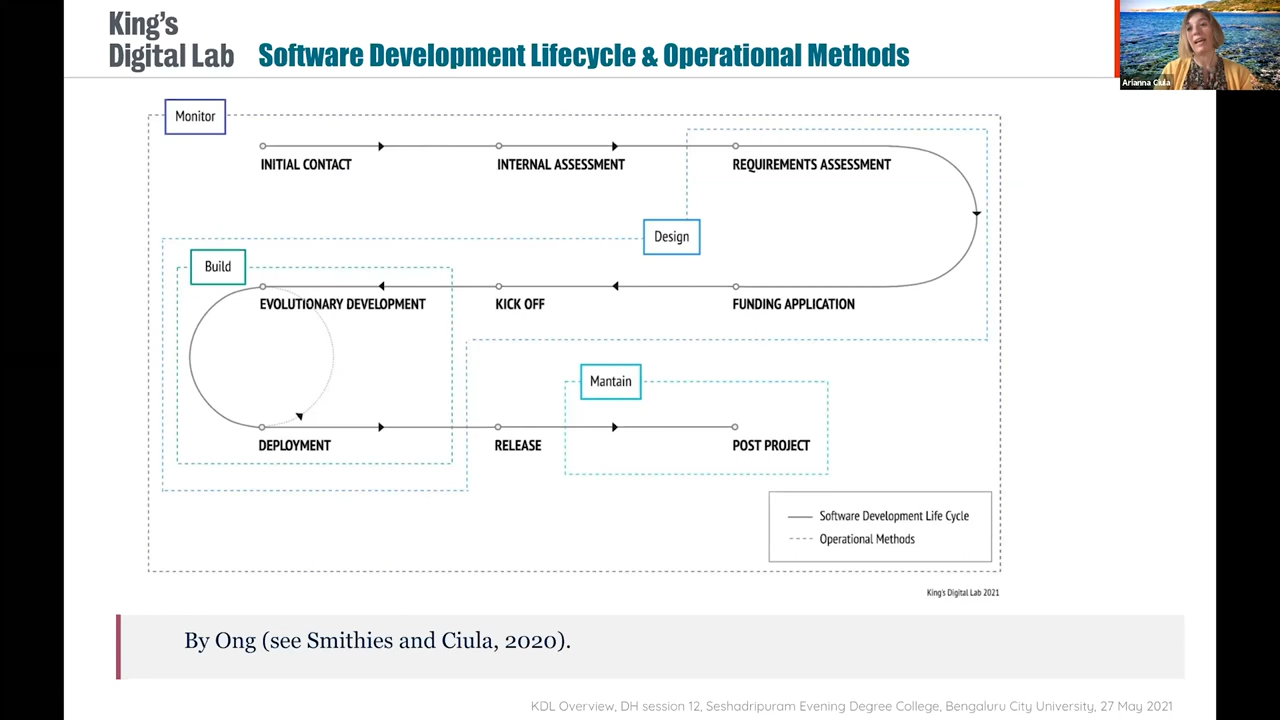 King's
Digital Lab
Software Development Lifecycle & Operational Methods
Arianna Ciula
Monitor
INITIAL CONTACT
INTERNAL ASSESSMENT
REQUIREMENTS ASSESSMENT
Design
Build
EVOLUTIONARY DEVELOPMENT
KICK OFF
FUNDING APPLICATION
Mantain
DEPLOYMENT
RELEASE
POST PROJECT
Software Development Life Cycle
Operational Methods
King's Digital Lab 2021
By Ong (see Smithies and Ciula, 2020).
KDL Overview, DH session 12, Seshadripuram Evening Degree College, Bengaluru City University, 27 May 2021